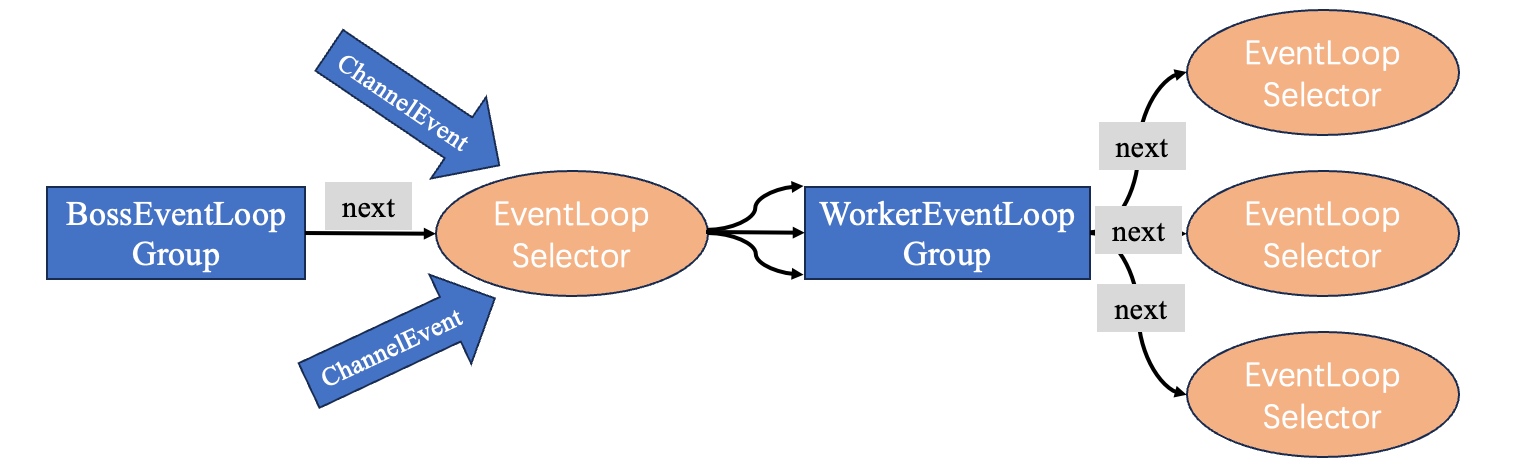 ChannelEvent
BossEventLoop
Group
next
EventLoop
Selector
ChannelEvent
WorkerEventLoop
Group
next
next
next
EventLoop
Selector
EventLoop
Selector
EventLoop
Selector